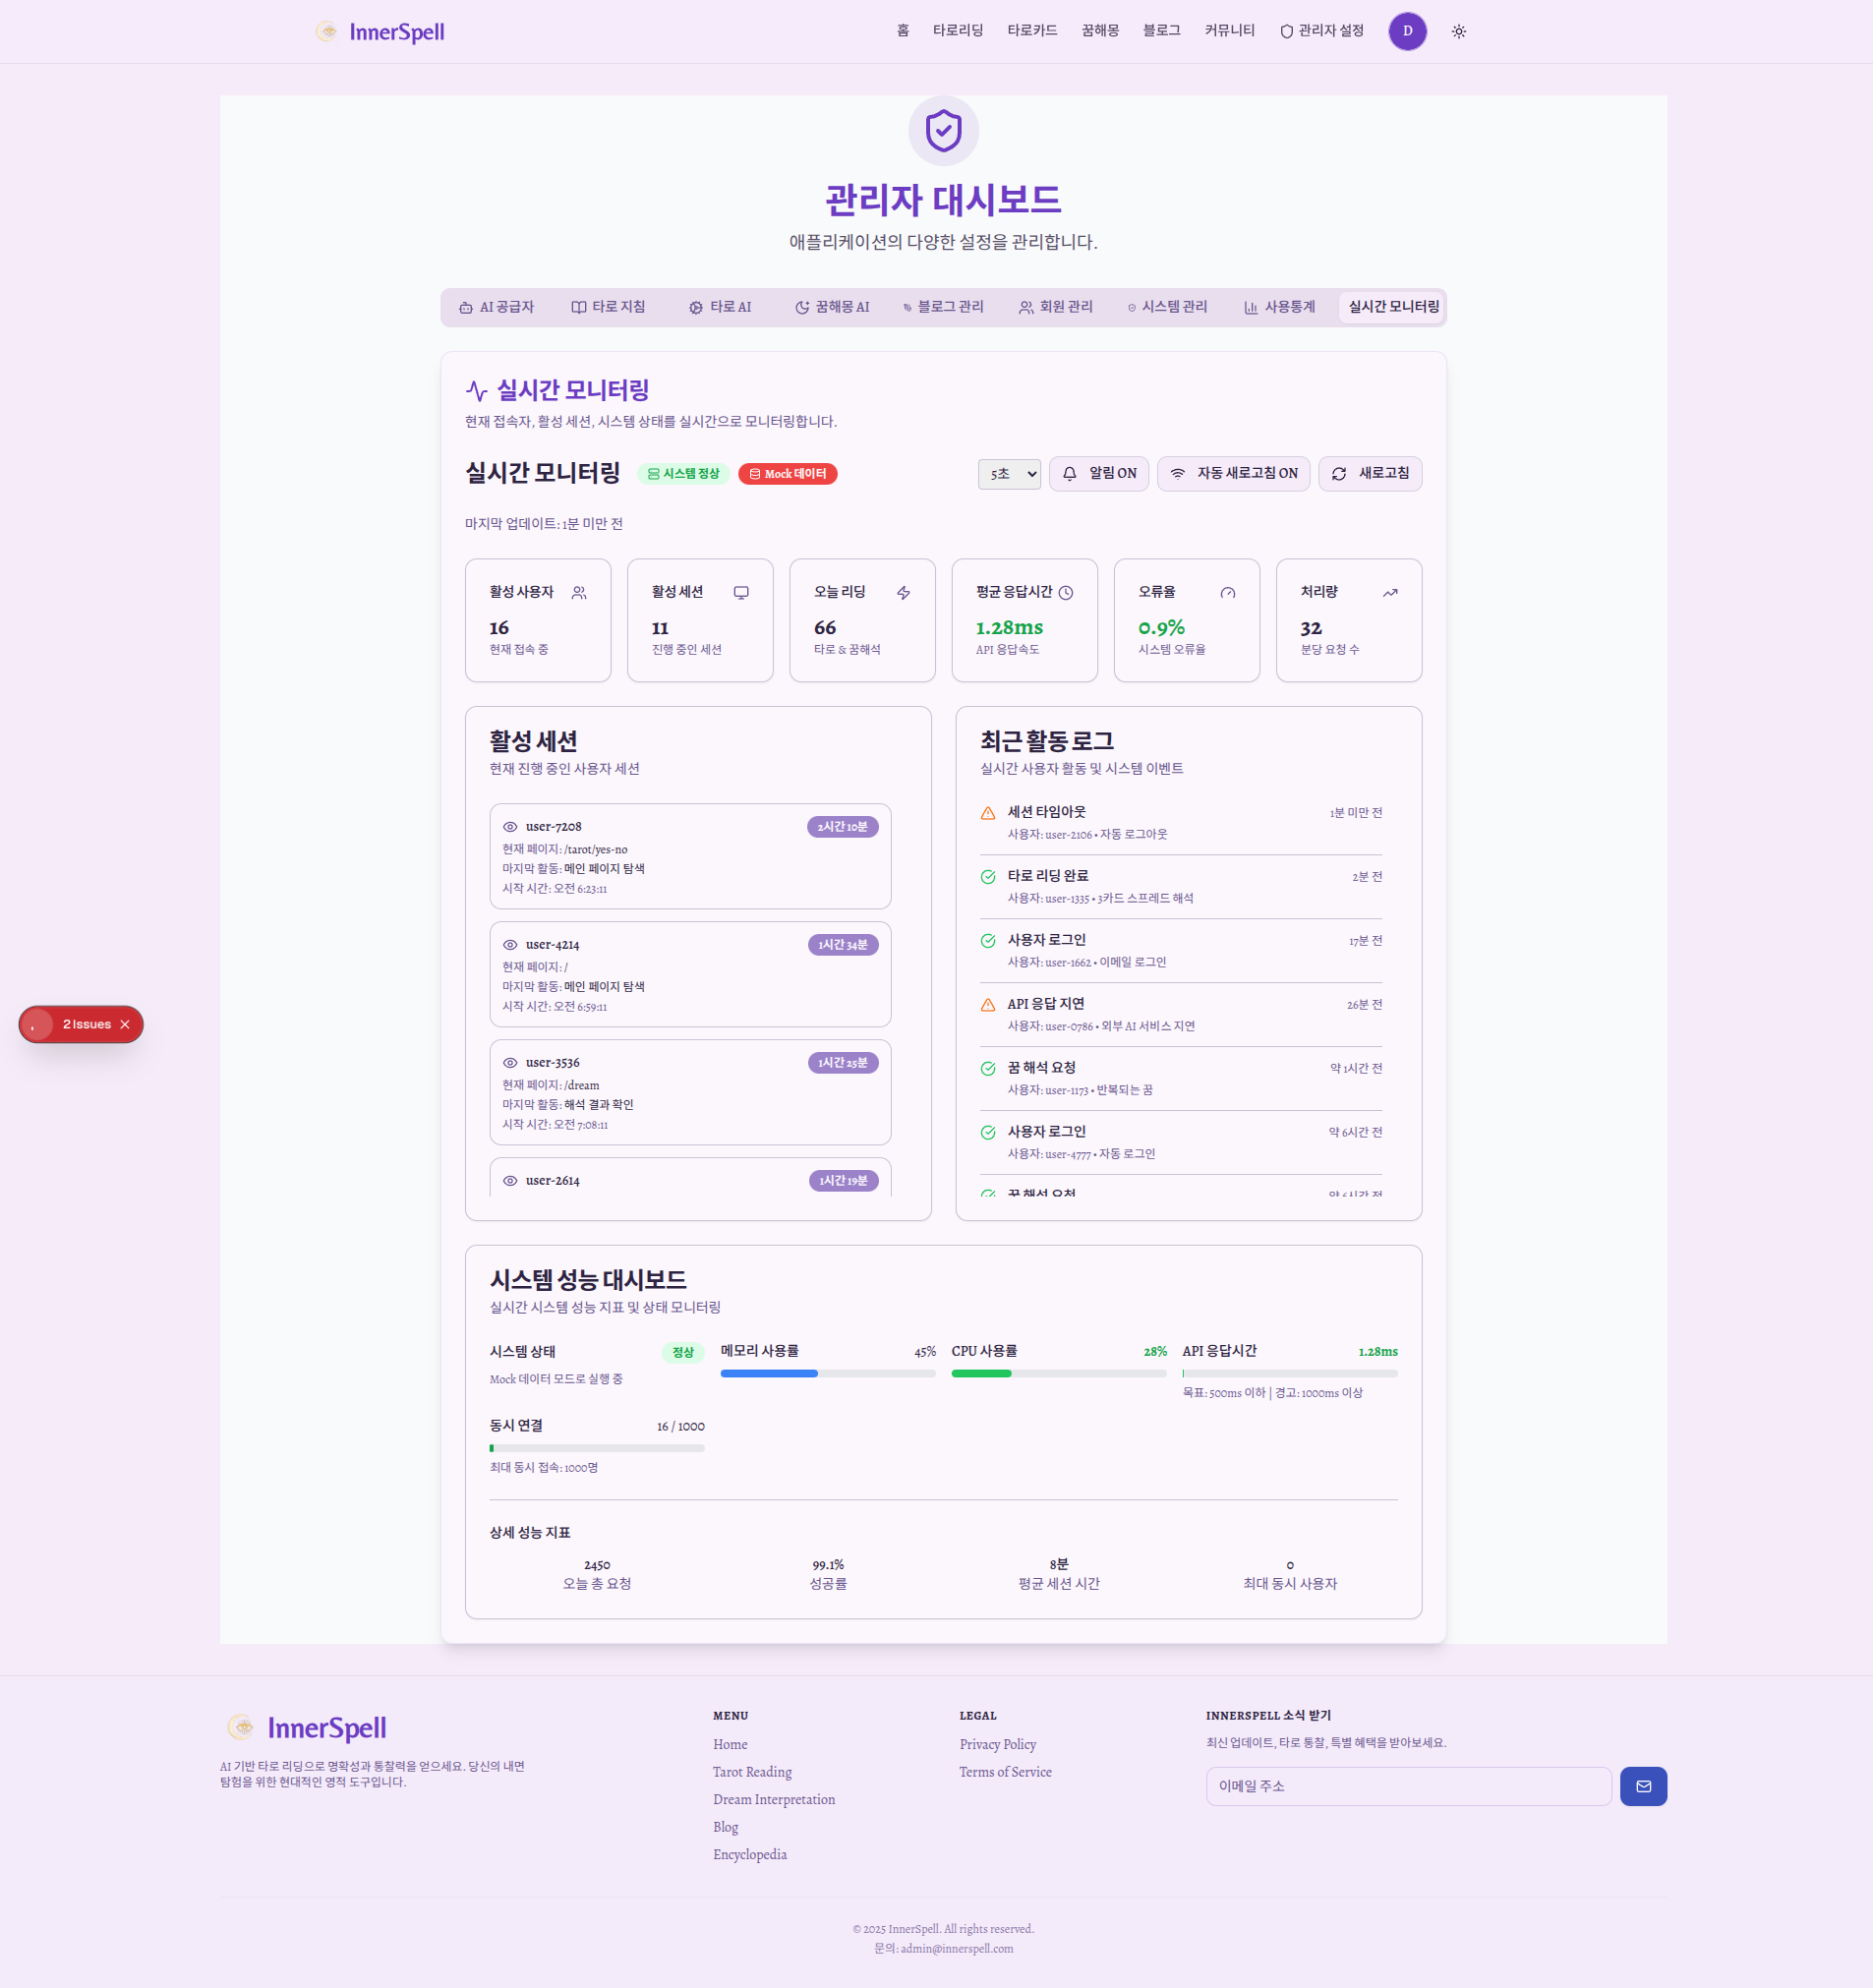 InnerSpell
홈 타로리딩 타로카드 꿈해몽 블로그 커뮤니티 관리자 설정 D
관리자 대시보드
애플리케이션의 다양한 설정을 관리합니다.
AI 공급자 타로 지침 타로 AI 꿈해몽 AI 블로그 관리 회원 관리 시스템 관리 사용통계 실시간 모니터링
실시간 모니터링
현재 접속자, 활성 세션, 시스템 상태를 실시간으로 모니터링합니다.
실시간 모니터링 시스템 정상 Mock 데이터 5초 알림 ON 자동 새로고침 ON 새로고침
마지막 업데이트: 1분 미만 전
활성 사용자
16
현재 접속 중
활성 세션
11
진행 중인 세션
오늘 리딩
66
타로 & 꿈해석
평균 응답시간
1.28ms
API 응답속도
오류율
0.9%
시스템 오류율
처리량
32
분당 요청 수
활성 세션
현재 진행 중인 사용자 세션
user-7208 2시간 10분
현재 페이지: /tarot/yes-no
마지막 활동: 메인 페이지 탐색
시작 시간: 오전 6:23:11
user-4214 1시간 34분
현재 페이지: /
마지막 활동: 메인 페이지 탐색
시작 시간: 오전 6:59:11
user-3536 1시간 25분
현재 페이지: /dream
마지막 활동: 해석 결과 확인
시작 시간: 오전 7:08:11
user-2614 1시간 19분
최근 활동 로그
실시간 사용자 활동 및 시스템 이벤트
세션 타임아웃 1분 미만 전
사용자: user-2106 • 자동 로그아웃
타로 리딩 완료 2분 전
사용자: user-1335 • 3카드 스프레드 해석
사용자 로그인 17분 전
사용자: user-1662 • 이메일 로그인
API 응답 지연 26분 전
사용자: user-0786 • 외부 AI 서비스 지연
꿈 해석 요청 약 1시간 전
사용자: user-1173 • 반복되는 꿈
사용자 로그인 약 6시간 전
사용자: user-4777 • 자동 로그인
꿈 해석 요청 약 6시간 전
2 Issues
시스템 성능 대시보드
실시간 시스템 성능 지표 및 상태 모니터링
시스템 상태 정상
Mock 데이터 모드로 실행 중
메모리 사용률 45%
CPU 사용률 28%
API 응답시간 1.28ms
목표: 500ms 이하 | 경고: 1000ms 이상
동시 연결 16 / 1000
최대 동시 접속: 1000명
상세 성능 지표
2450
오늘 총 요청
99.1%
성공률
8분
평균 세션 시간
0
최대 동시 사용자
InnerSpell
AI 기반 타로 리딩으로 명확성과 통찰력을 얻으세요. 당신의 내면
탐험을 위한 현대적인 영적 도구입니다.
MENU
Home
Tarot Reading
Dream Interpretation
Blog
Encyclopedia
LEGAL
Privacy Policy
Terms of Service
INNERSPELL 소식 받기
최신 업데이트, 타로 통찰, 특별 혜택을 받아보세요.
이메일 주소
© 2025 InnerSpell. All rights reserved.
문의: admin@innerspell.com